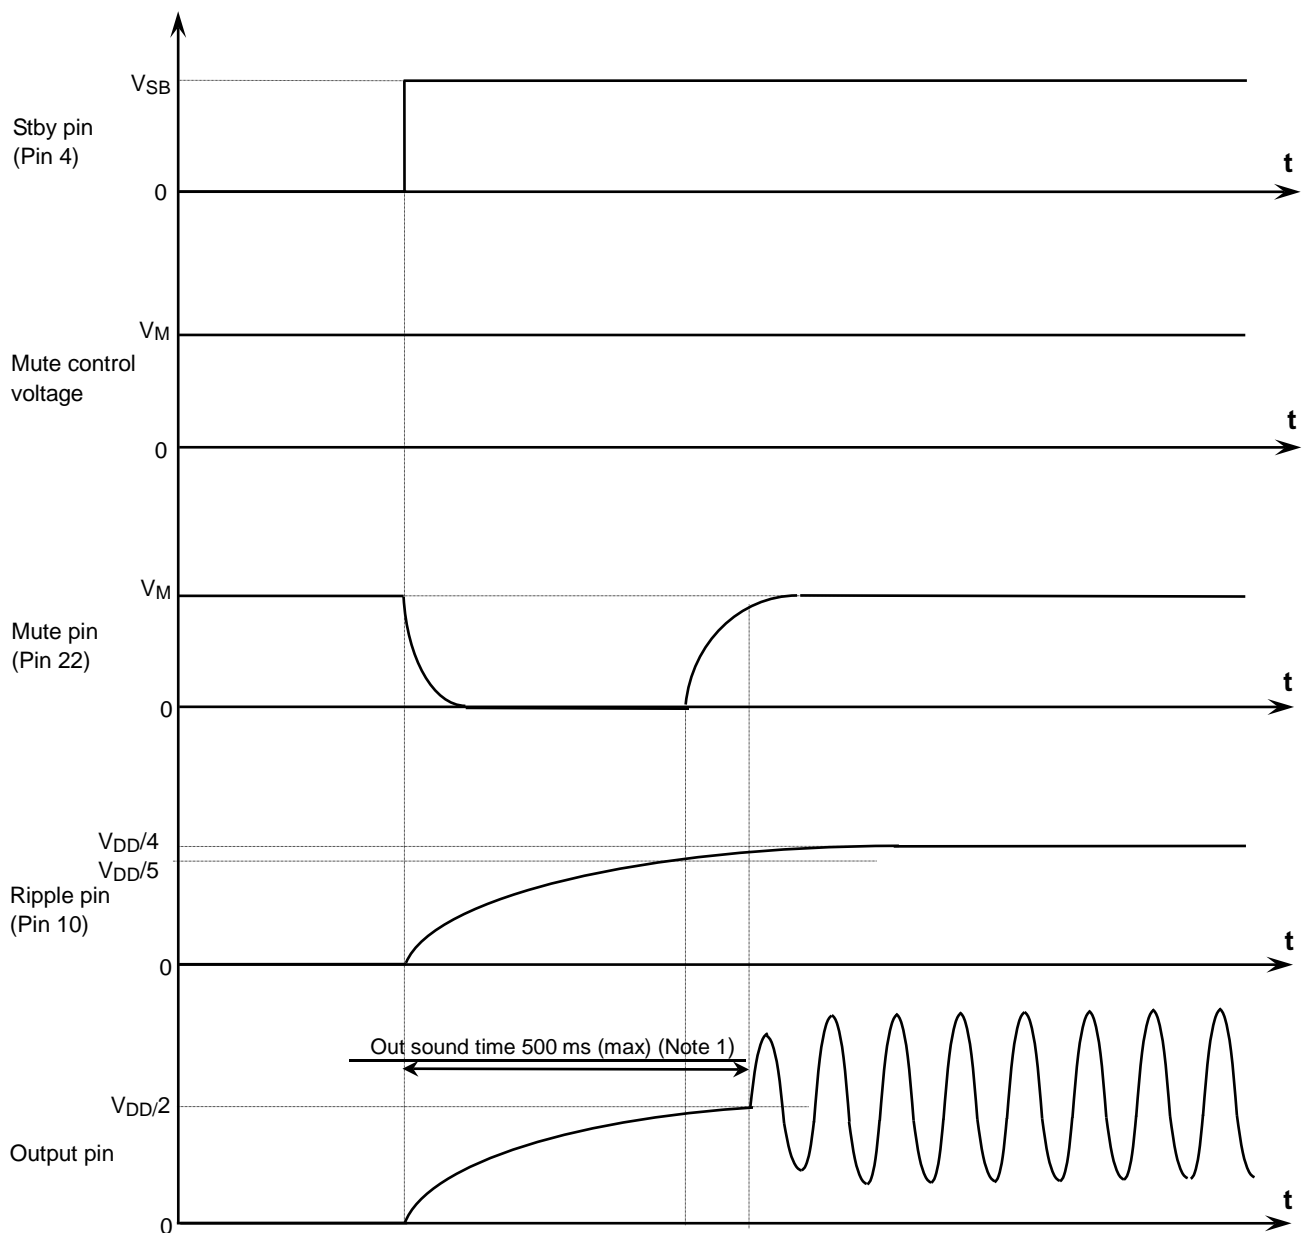 VSB
Stby pin
(Pin 4)
t
0
VM
Mute control
voltage
t
0
VM
Mute pin
(Pin 22)
t
0
VDD/4
VDD/5
Ripple pin
(Pin 10)
t
0
Out sound time 500 ms (max) (Note 1)
VDD/2
Output pin
t
0